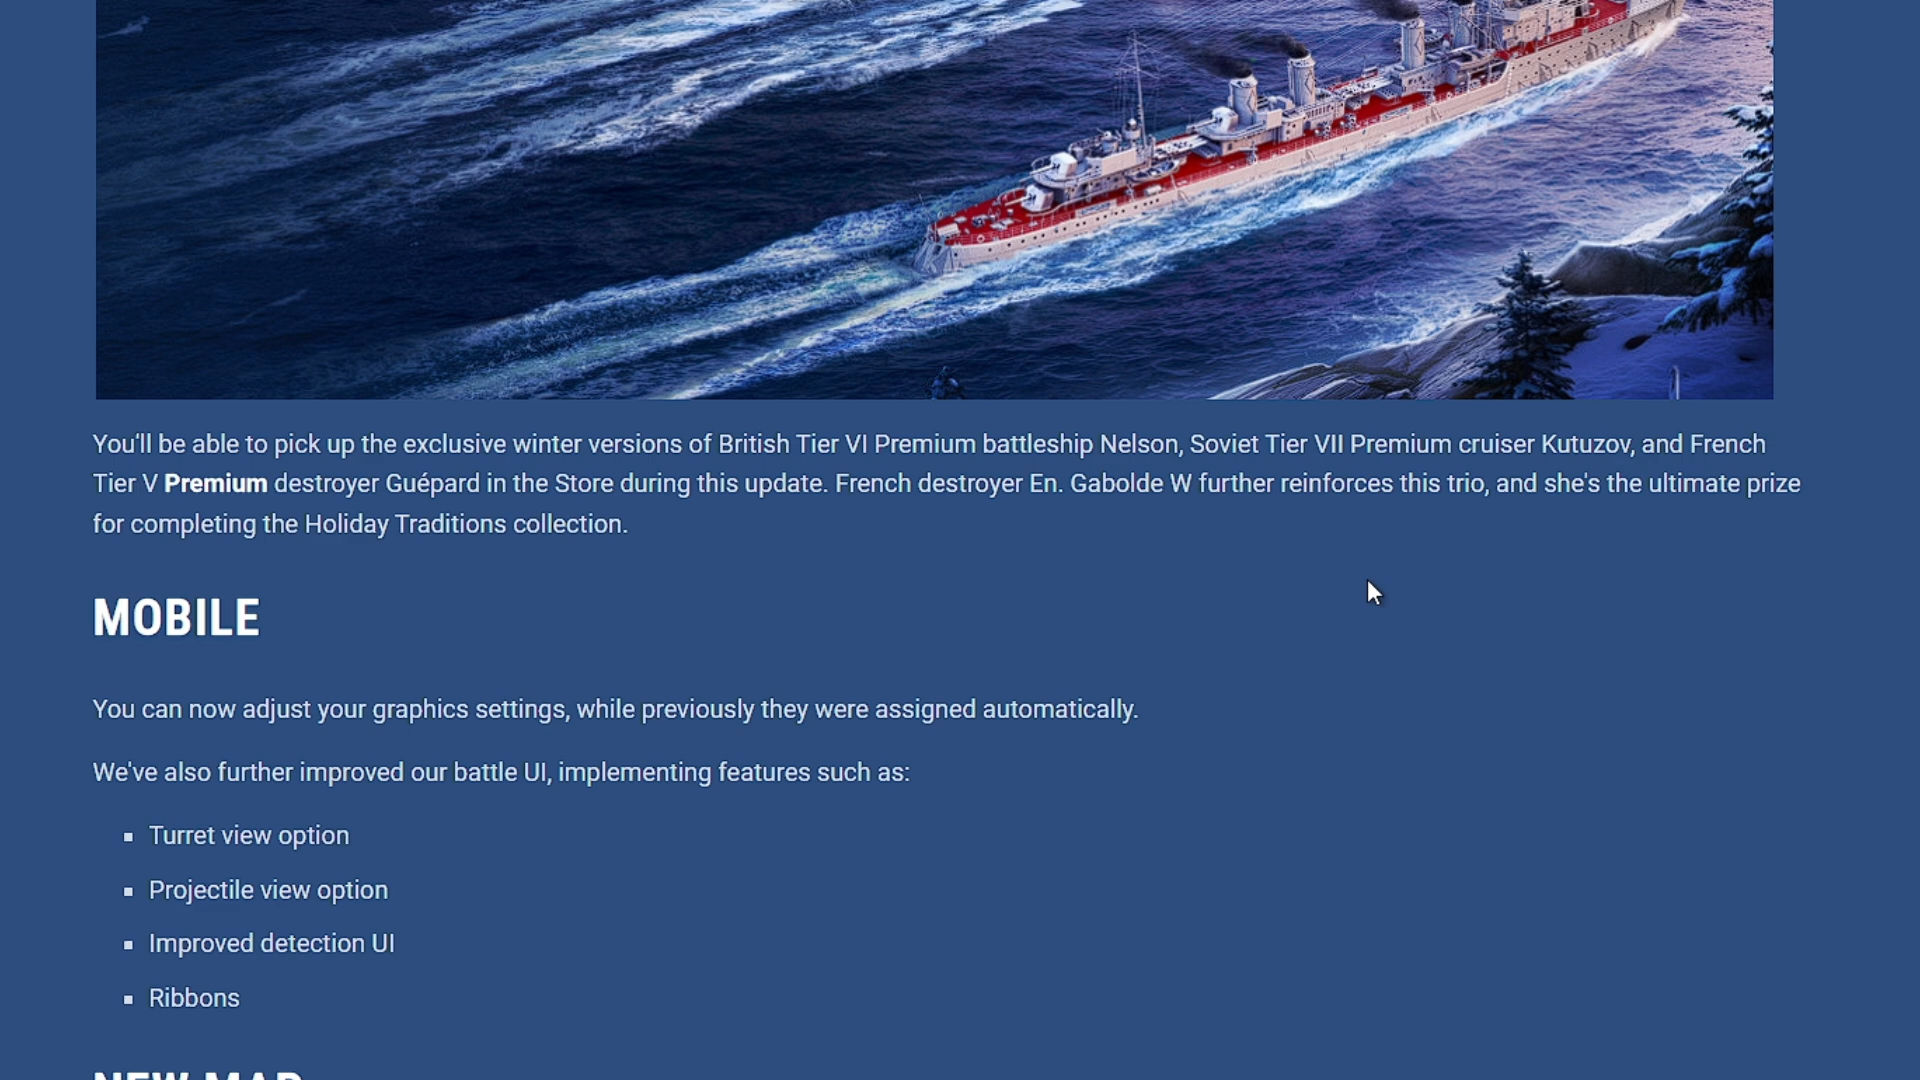 You'll be able to pick up the exclusive winter versions of British Tier VI Premium battleship Nelson, Soviet Tier VII Premium cruiser Kutuzov, and French
Tier V Premium destroyer Guépard in the Store during this update. French destroyer En. Gabolde W further reinforces this trio, and she's the ultimate prize
for completing the Holiday Traditions collection.
MOBILE
You can now adjust your graphics settings, while previously they were assigned automatically.
We've also further improved our battle UI, implementing features such as:
▪ Turret view option
▪ Projectile view option
▪ Improved detection UI
▪ Ribbons
NEW MAP